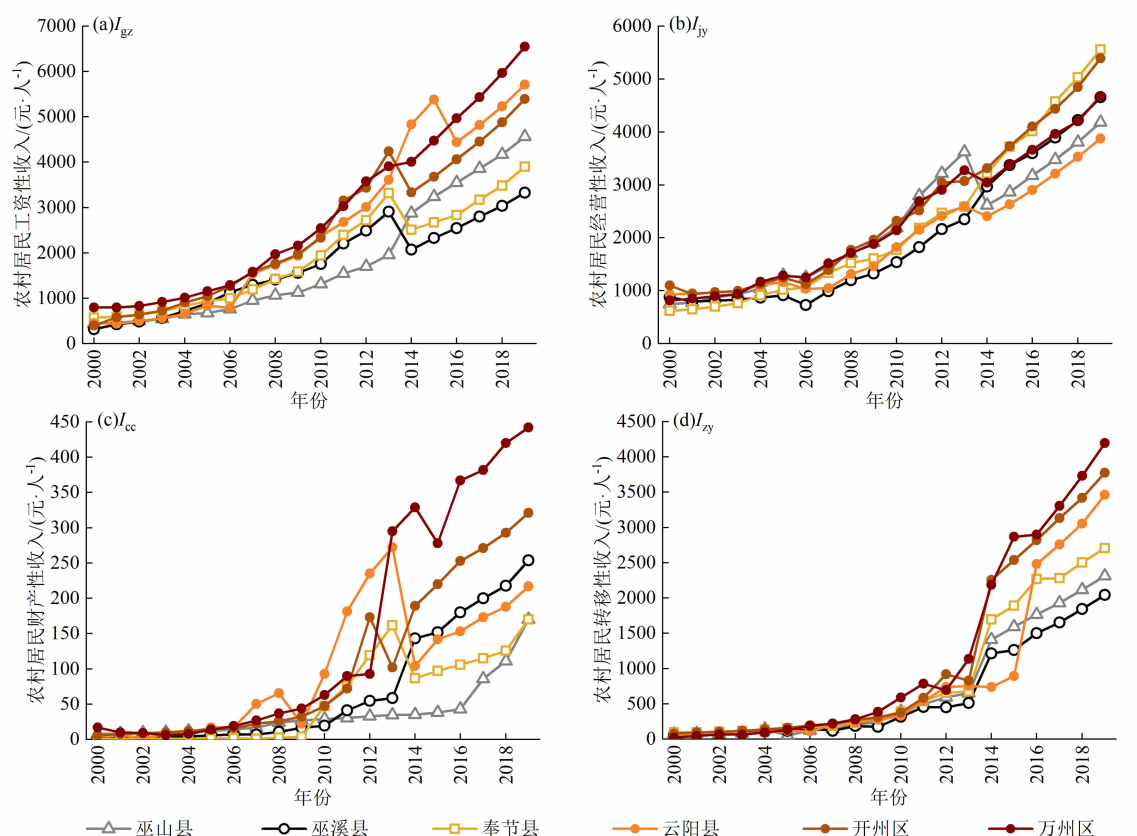 (a)Igz
农村居民工资性收入/(元·人-1)
7000
6000
5000
4000
3000
2000
1000
0
2000 2002 2004 2006 2008 2010 2012 2014 2016 2018
年份
(b)Ijy
农村居民经营性收入/(元·人-1)
6000
5000
4000
3000
2000
1000
0
2000 2002 2004 2006 2008 2010 2012 2014 2016 2018
年份
(c)Icc
农村居民财产性收入/(元·人-1)
450
400
350
300
250
200
150
100
50
0
2000 2002 2004 2006 2008 2010 2012 2014 2016 2018
年份
(d)Izy
农村居民转移性收入/(元·人-1)
4500
4000
3500
3000
2500
2000
1500
1000
500
0
2000 2002 2004 2006 2008 2010 2012 2014 2016 2018
年份
巫山县 巫溪县 奉节县 云阳县 开州区 万州区